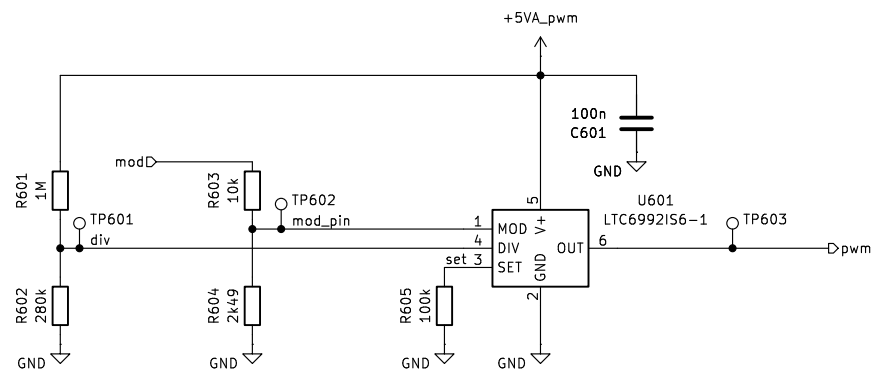 +5VA_pwm
100n
C601
GND
mod
R603
10k
R601
1M
TP602
TP601
mod_pin
div
1
4
set 3
5
V+
MOD
DIV
SET
OUT
GND
2
6
U601
LTC6992IS6-1
TP603
pwm
R602
280k
R604
2k49
R605
100k
GND
GND
GND
GND